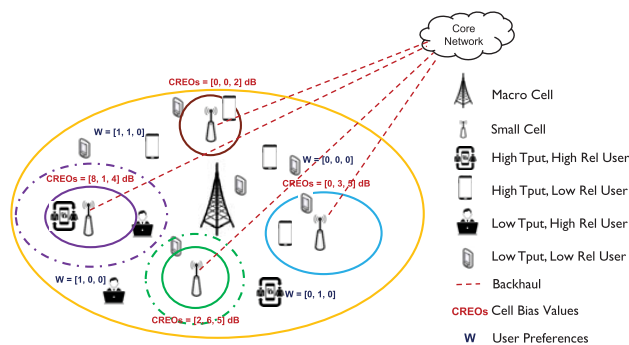 Core
Network
CREOs = [0, 0, 2] dB
W = [1, 1, 0]
W = [0, 0, 0]
CREOs = [8, 1, 4] dB
CREOs = [0, 3, 3] dB
W = [1, 0, 0]
W = [0, 1, 0]
CREOs = [2, 6, 5] dB
Macro Cell
Small Cell
High Tput, High Rel User
High Tput, Low Rel User
Low Tput, High Rel User
Low Tput, Low Rel User
Backhaul
CREOs Cell Bias Values
W User Preferences